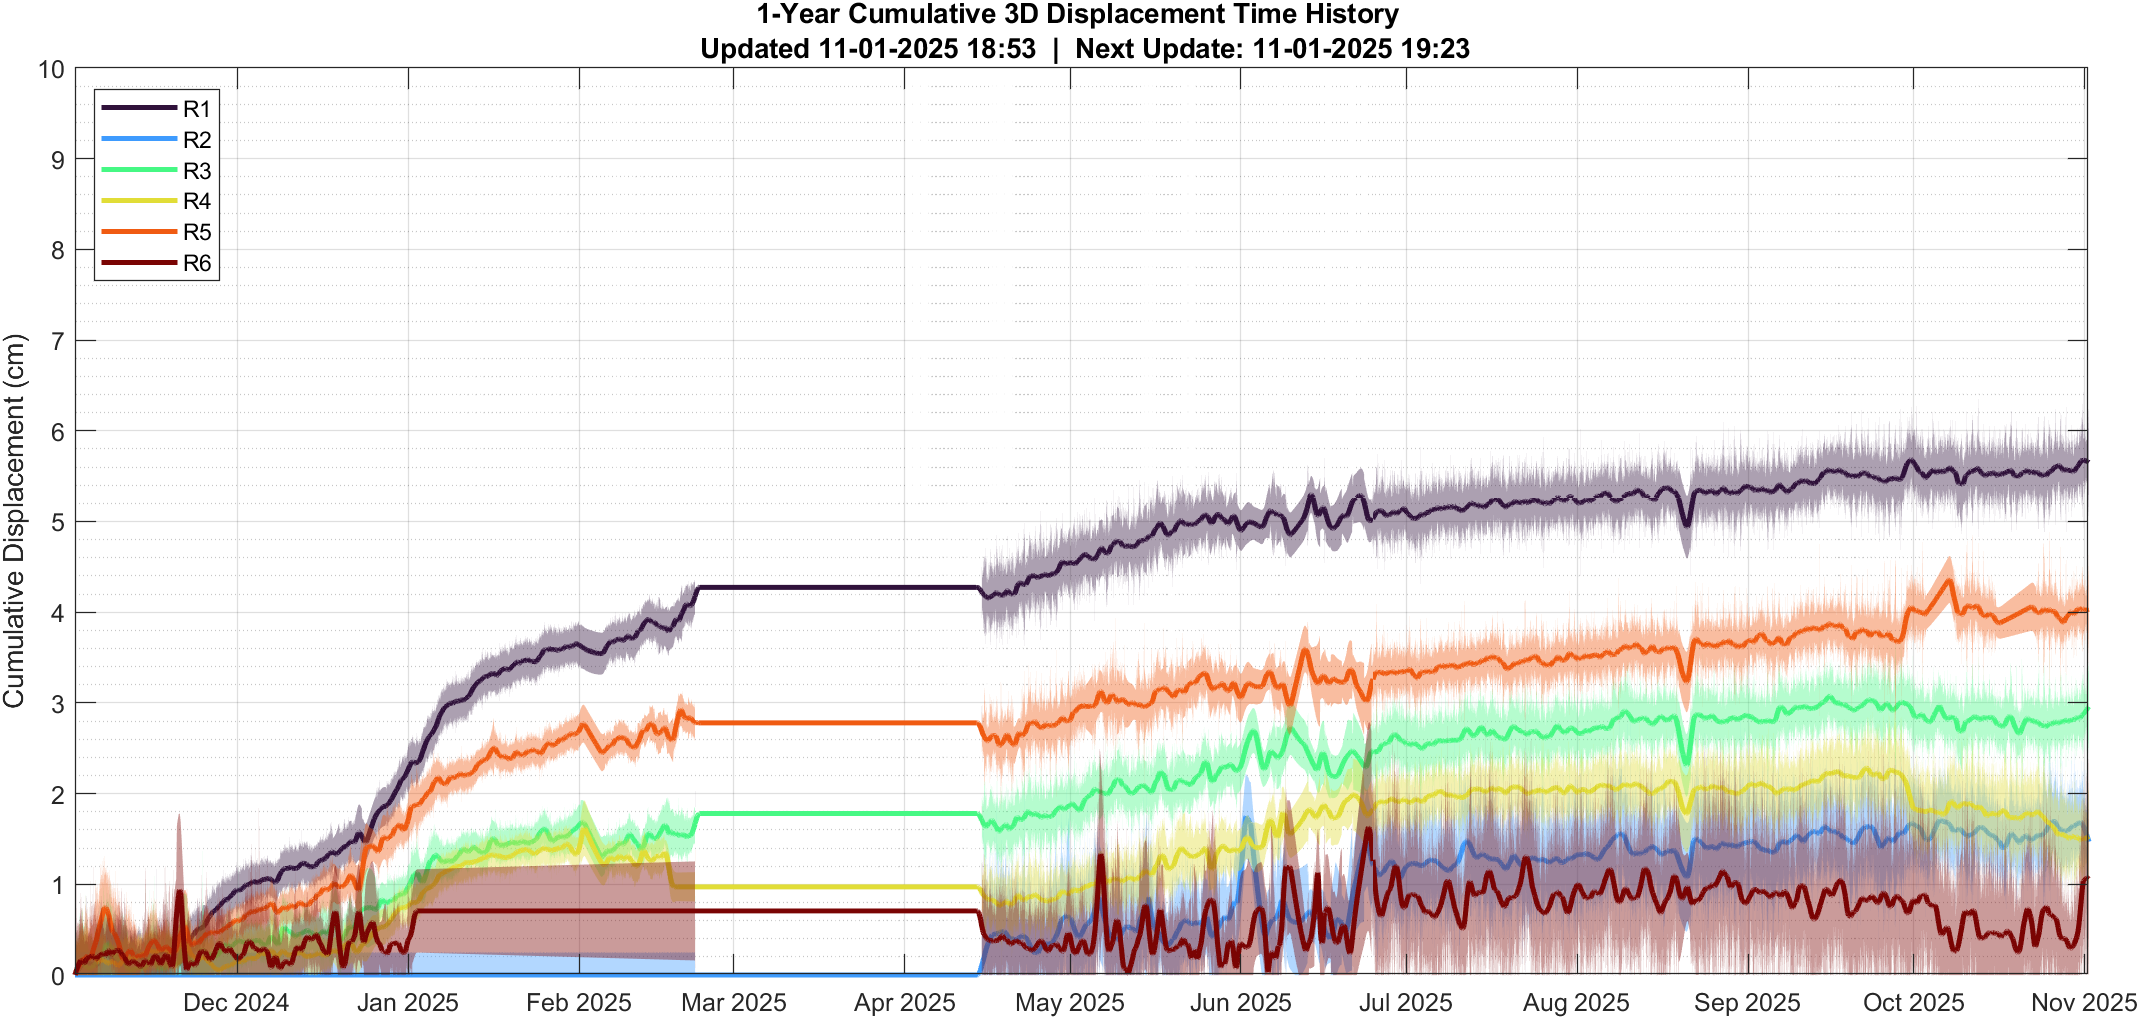 1-Year Cumulative 3D Displacement Time History
Updated 11-01-2025 18:53 | Next Update: 11-01-2025 19:23
Cumulative Displacement (cm)
10
9
8
7
6
5
4
3
2
1
0
R1
R2
R3
R4
R5
R6
Dec 2024
Jan 2025
Feb 2025
Mar 2025
Apr 2025
May 2025
Jun 2025
Jul 2025
Aug 2025
Sep 2025
Oct 2025
Nov 2025